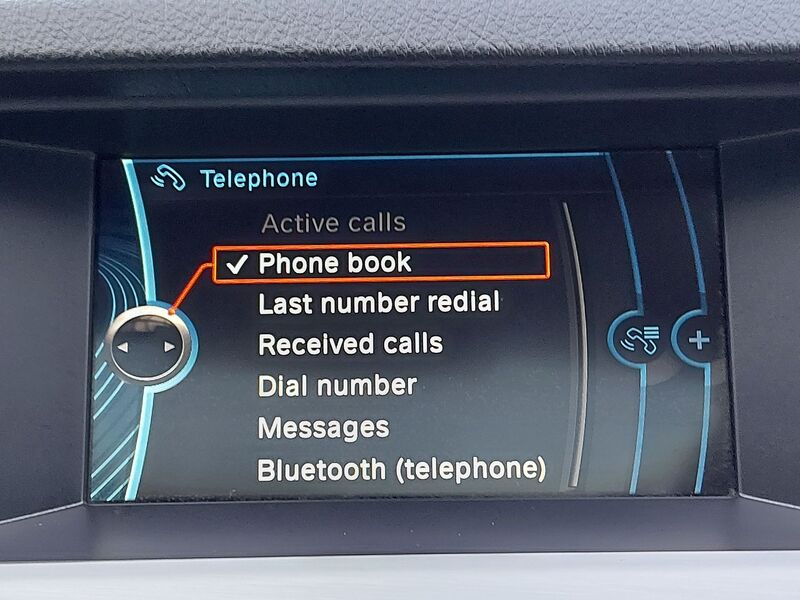 Telephone
Active calls
Phone book
Last number redial
Received calls
Dial number
Messages
Bluetooth (telephone)